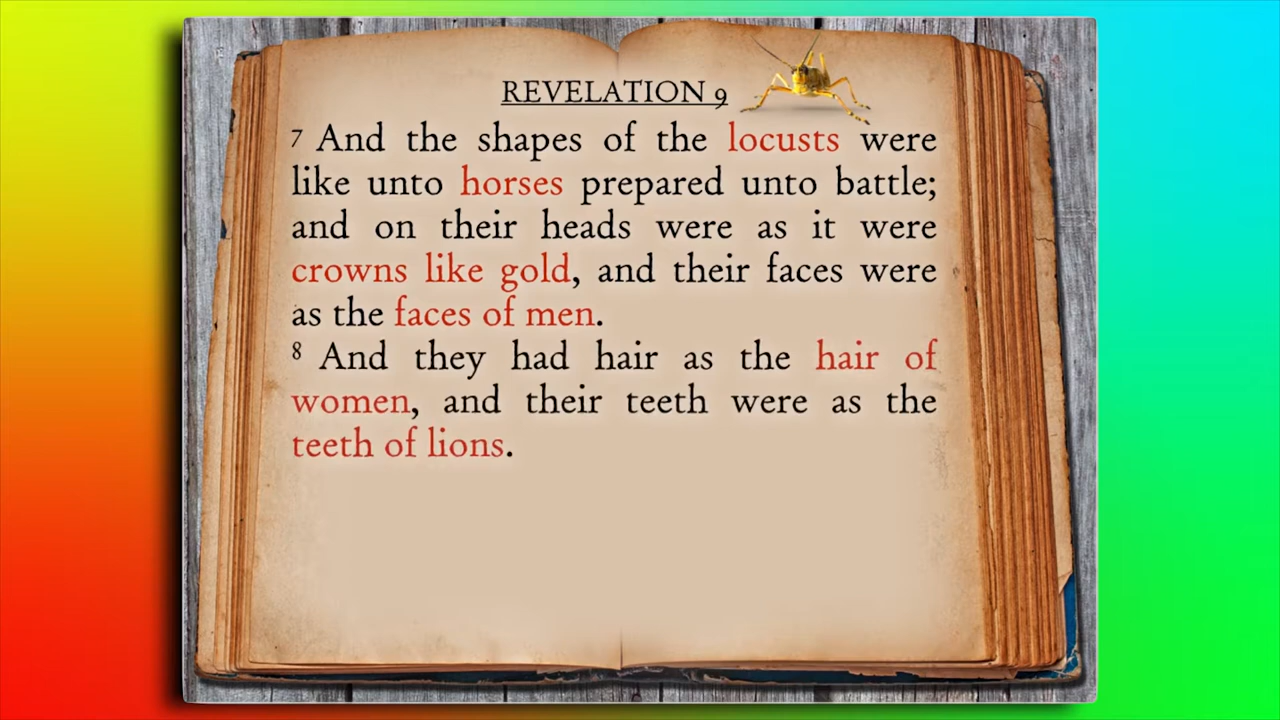 REVELATION 9
7 And the shapes of the locusts were
like unto horses prepared unto battle;
and on their heads were as it were
crowns like gold, and their faces were
as the faces of men.
8 And they had hair as the hair of
women, and their teeth were as the
teeth of lions.